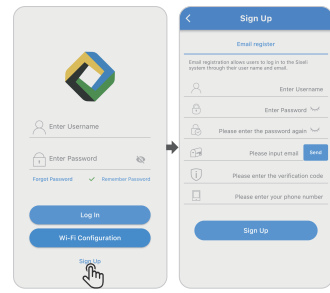 Enter Username
Enter Password
Forgot Password
Remember Password
Log In
Wi-Fi Configuration
Sign Up
Sign Up
Email register
Email registration allows users to log in to the Sisoli
system through their user name and email.
Enter Username
Enter Password
Please enter the password again
Please input email
Send
Please enter the verification code
Please enter your phone number
Sign Up